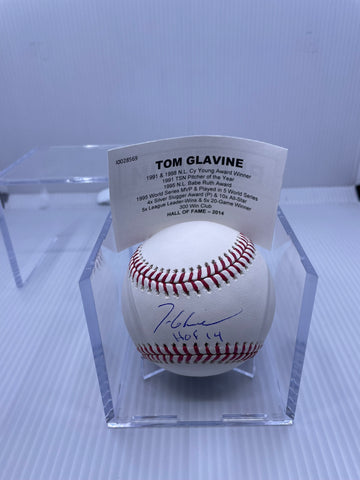 J0028569
TOM GLAVINE
1991 & 1998 N.L. Cy Young Award Winner
1991 TSN Pitcher of the Year
1995 N.L. Babe Ruth Award
1995 World Series MVP & Played in 5 World Series
4x Silver Slugger Award (P) & 10x All-Star
5x League Leader-Wins & 5x 20-Game Winner
300 Win Club
HALL OF FAME – 2014
HOF 14